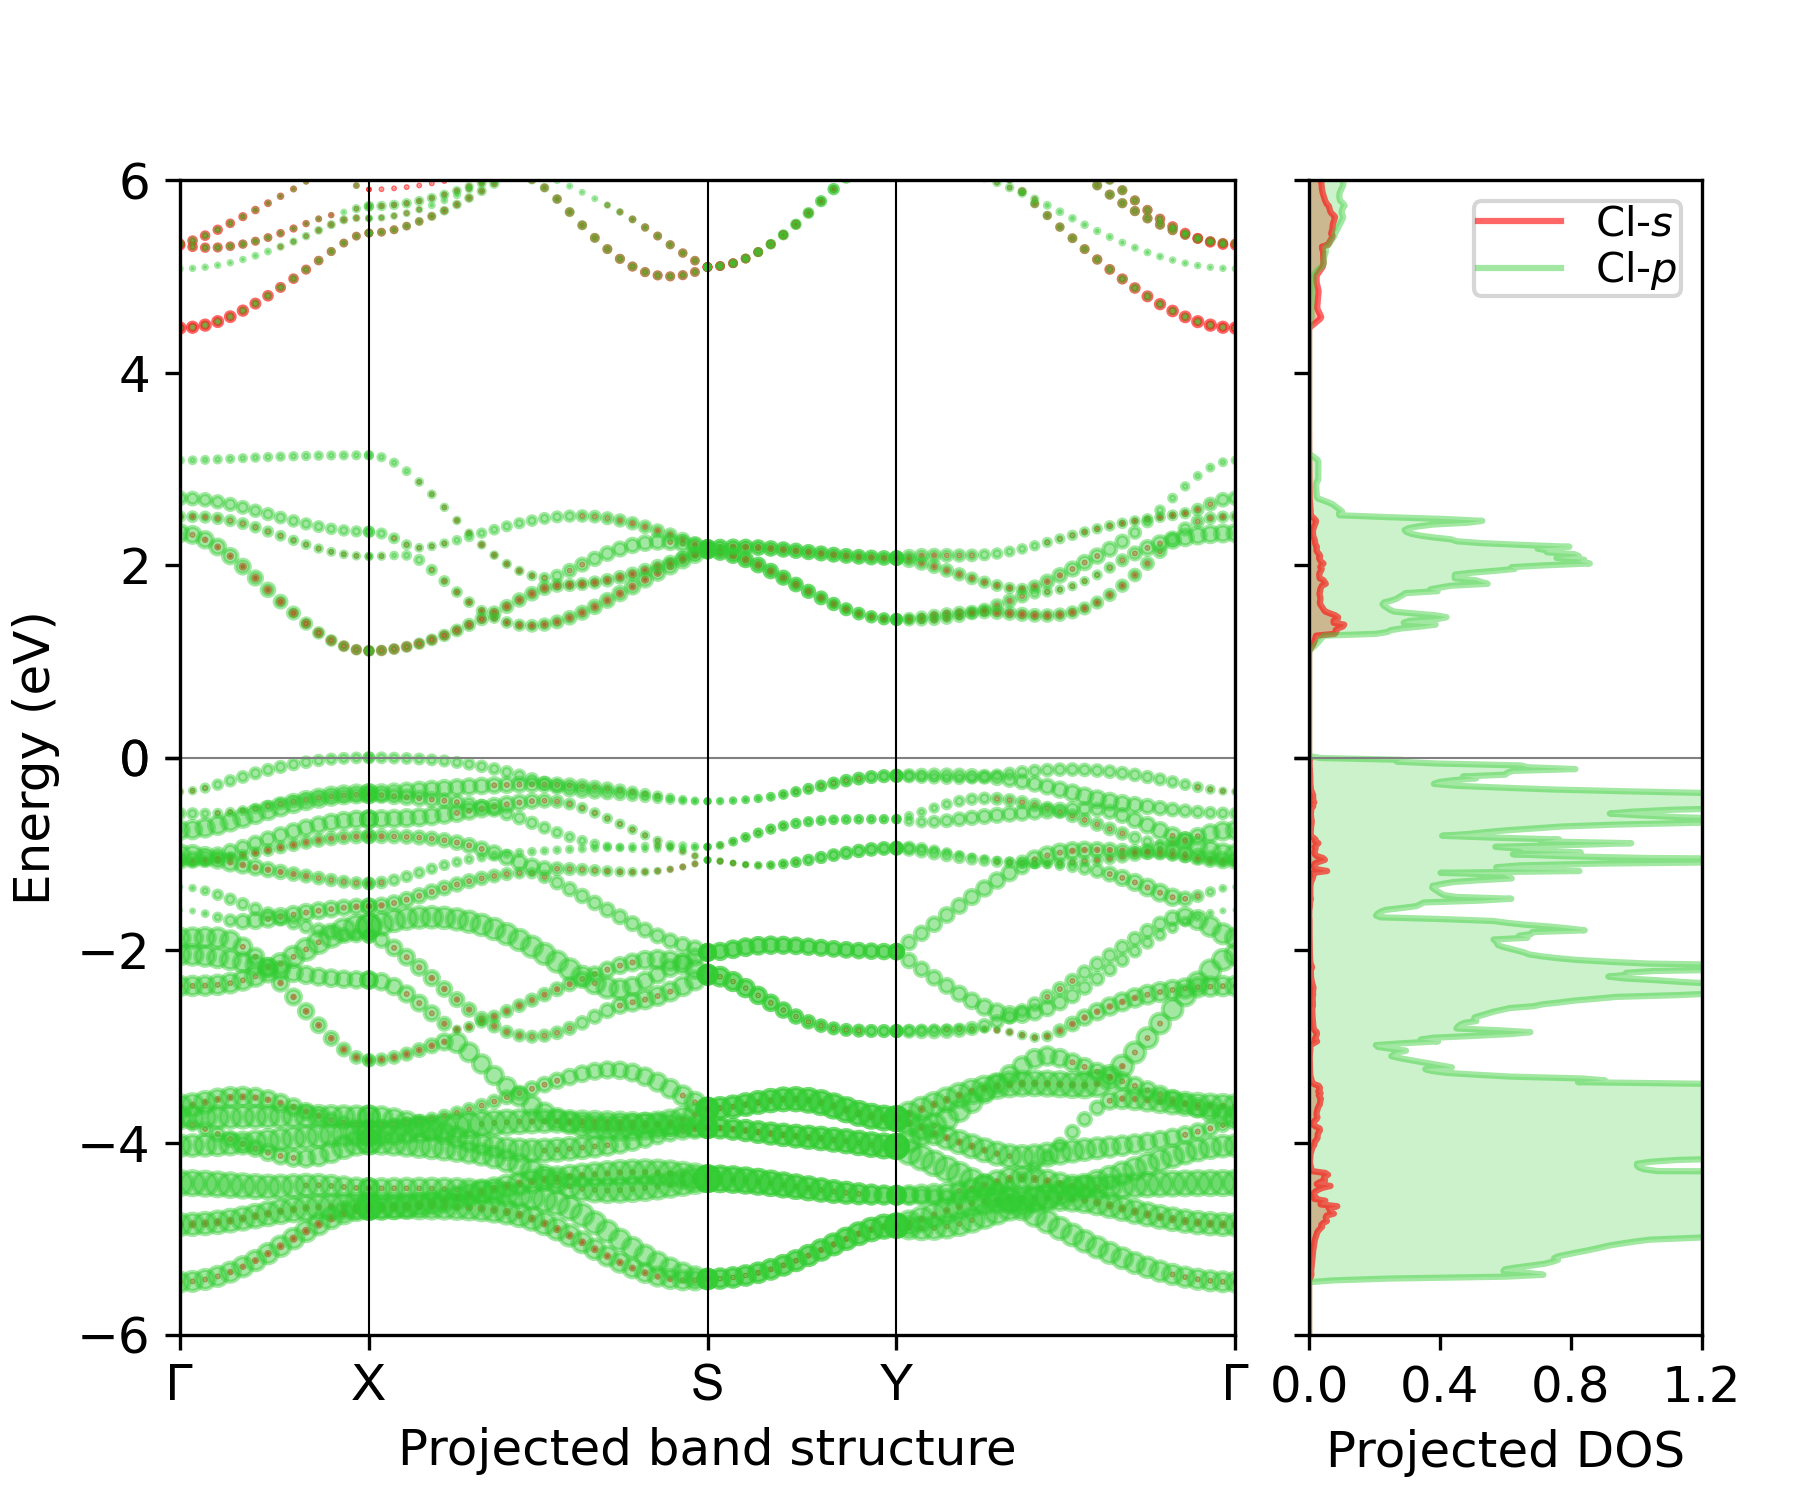 6
4
2
0
−2
−4
−6
Energy (eV)
Γ X S Y Γ
Projected band structure
Cl-s
Cl-p
0.0 0.4 0.8 1.2
Projected DOS